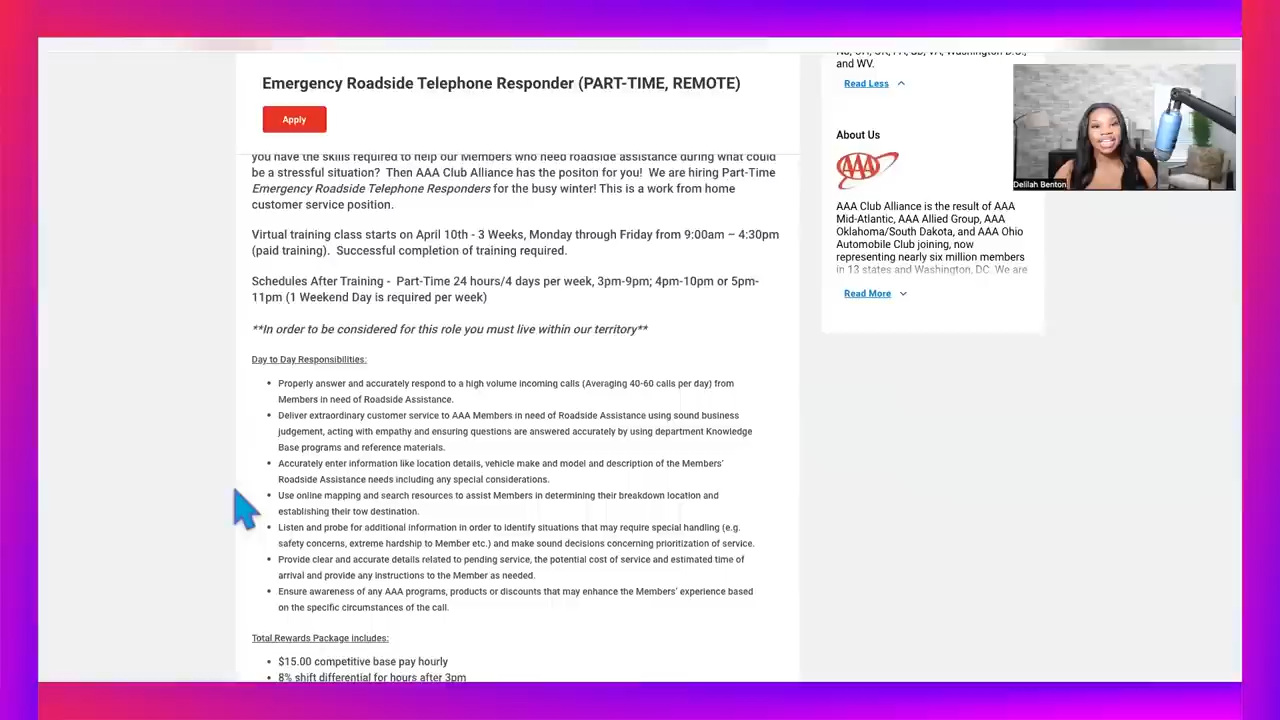 Emergency Roadside Telephone Responder (PART-TIME, REMOTE)
Apply
you have the skills required to help our Members who need roadside assistance during what could
be a stressful situation? Then AAA Club Alliance has the positon for you! We are hiring Part-Time
Emergency Roadside Telephone Responders for the busy winter! This is a work from home
customer service position.
Virtual training class starts on April 10th - 3 Weeks, Monday through Friday from 9:00am – 4:30pm
(paid training). Successful completion of training required.
Schedules After Training - Part-Time 24 hours/4 days per week, 3pm-9pm; 4pm-10pm or 5pm-
11pm (1 Weekend Day is required per week)
**In order to be considered for this role you must live within our territory**
Day to Day Responsibilities:
• Properly answer and accurately respond to a high volume incoming calls (Averaging 40-60 calls per day) from
Members in need of Roadside Assistance.
• Deliver extraordinary customer service to AAA Members in need of Roadside Assistance using sound business
judgement, acting with empathy and ensuring questions are answered accurately by using department Knowledge
Base programs and reference materials.
• Accurately enter information like location details, vehicle make and model and description of the Members'
Roadside Assistance needs including any special considerations.
• Use online mapping and search resources to assist Members in determining their breakdown location and
establishing their tow destination.
• Listen and probe for additional information in order to identify situations that may require special handling (e.g.
safety concerns, extreme hardship to Member etc.) and make sound decisions concerning prioritization of service.
• Provide clear and accurate details related to pending service, the potential cost of service and estimated time of
arrival and provide any instructions to the Member as needed.
• Ensure awareness of any AAA programs, products or discounts that may enhance the Members' experience based
on the specific circumstances of the call.
Total Rewards Package includes:
• $15.00 competitive base pay hourly
• 8% shift differential for hours after 3pm
and WV.
Read Less
About Us
AAA
AAA Club Alliance is the result of AAA
Mid-Atlantic, AAA Allied Group, AAA
Oklahoma/South Dakota, and AAA Ohio
Automobile Club joining, now
representing nearly six million members
in 13 states and Washington, DC. We are
Read More
Delilah Benton